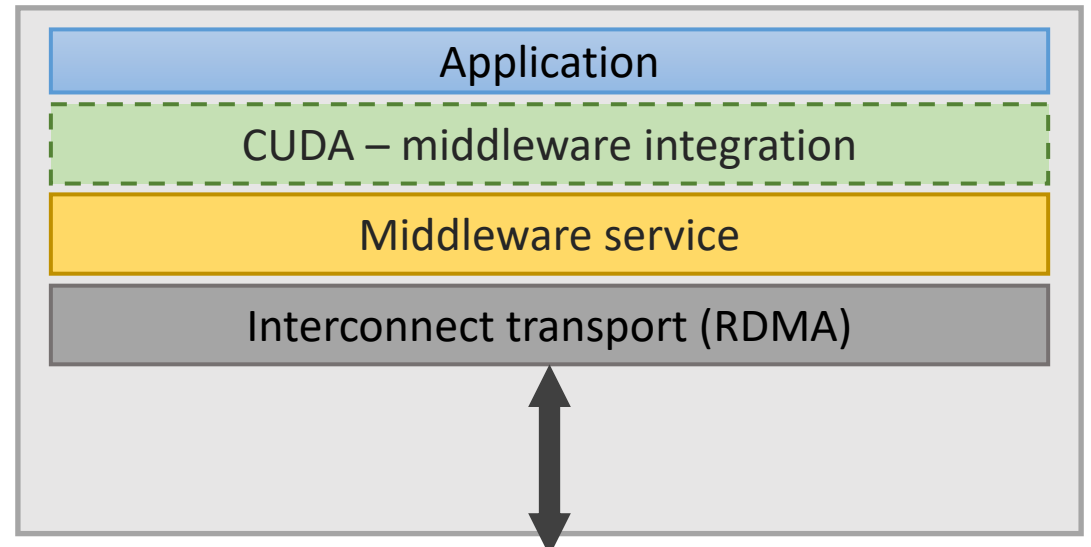 Application
CUDA – middleware integration
Middleware service
Interconnect transport (RDMA)